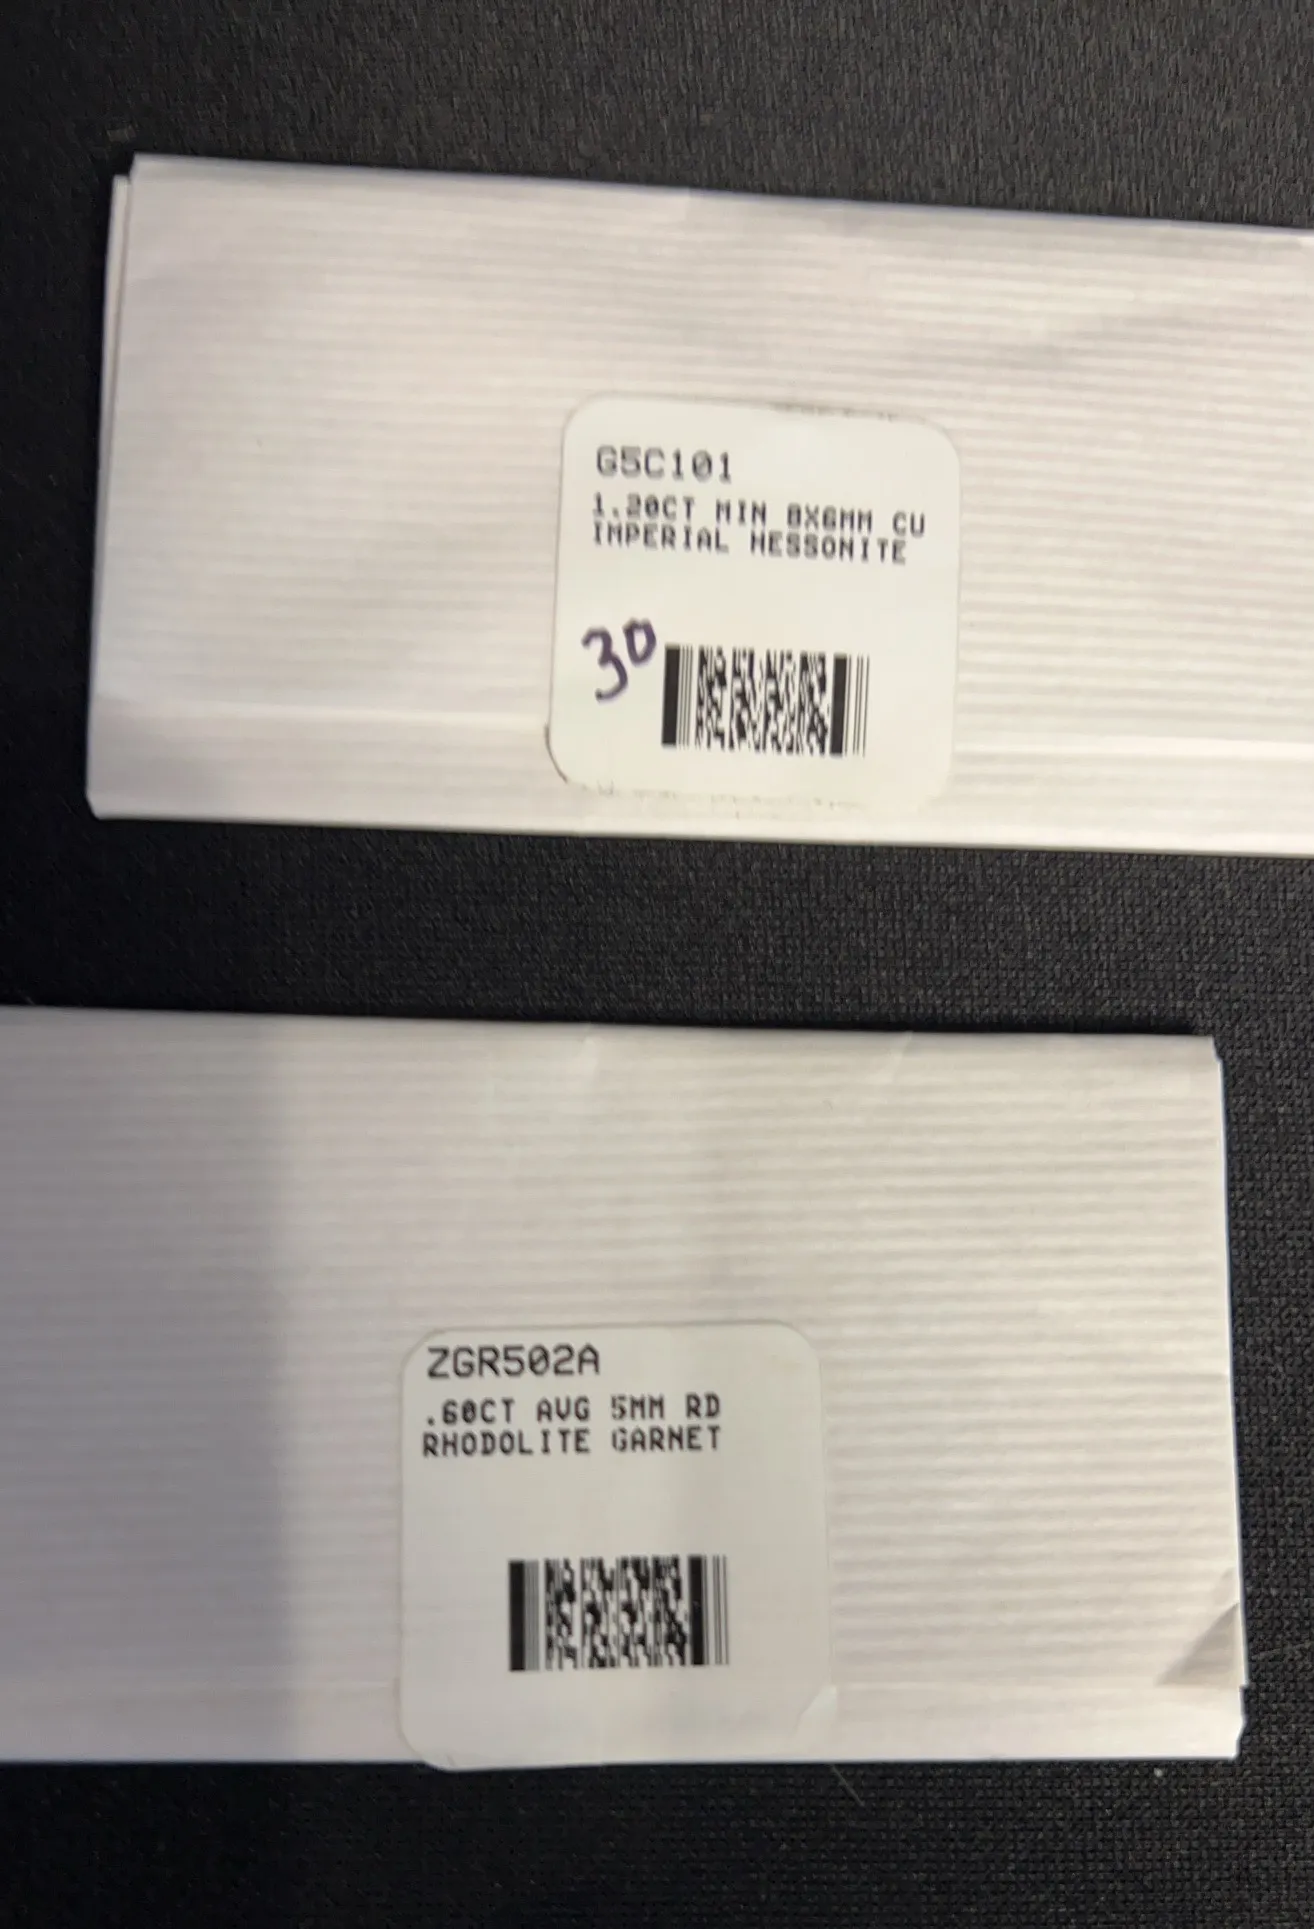 G5C101
1.20CT MIN 8X6MM CU
IMPERIAL HESSONITE
30
ZGR502A
.60CT AVG 5MM RD
RHODOLITE GARNET